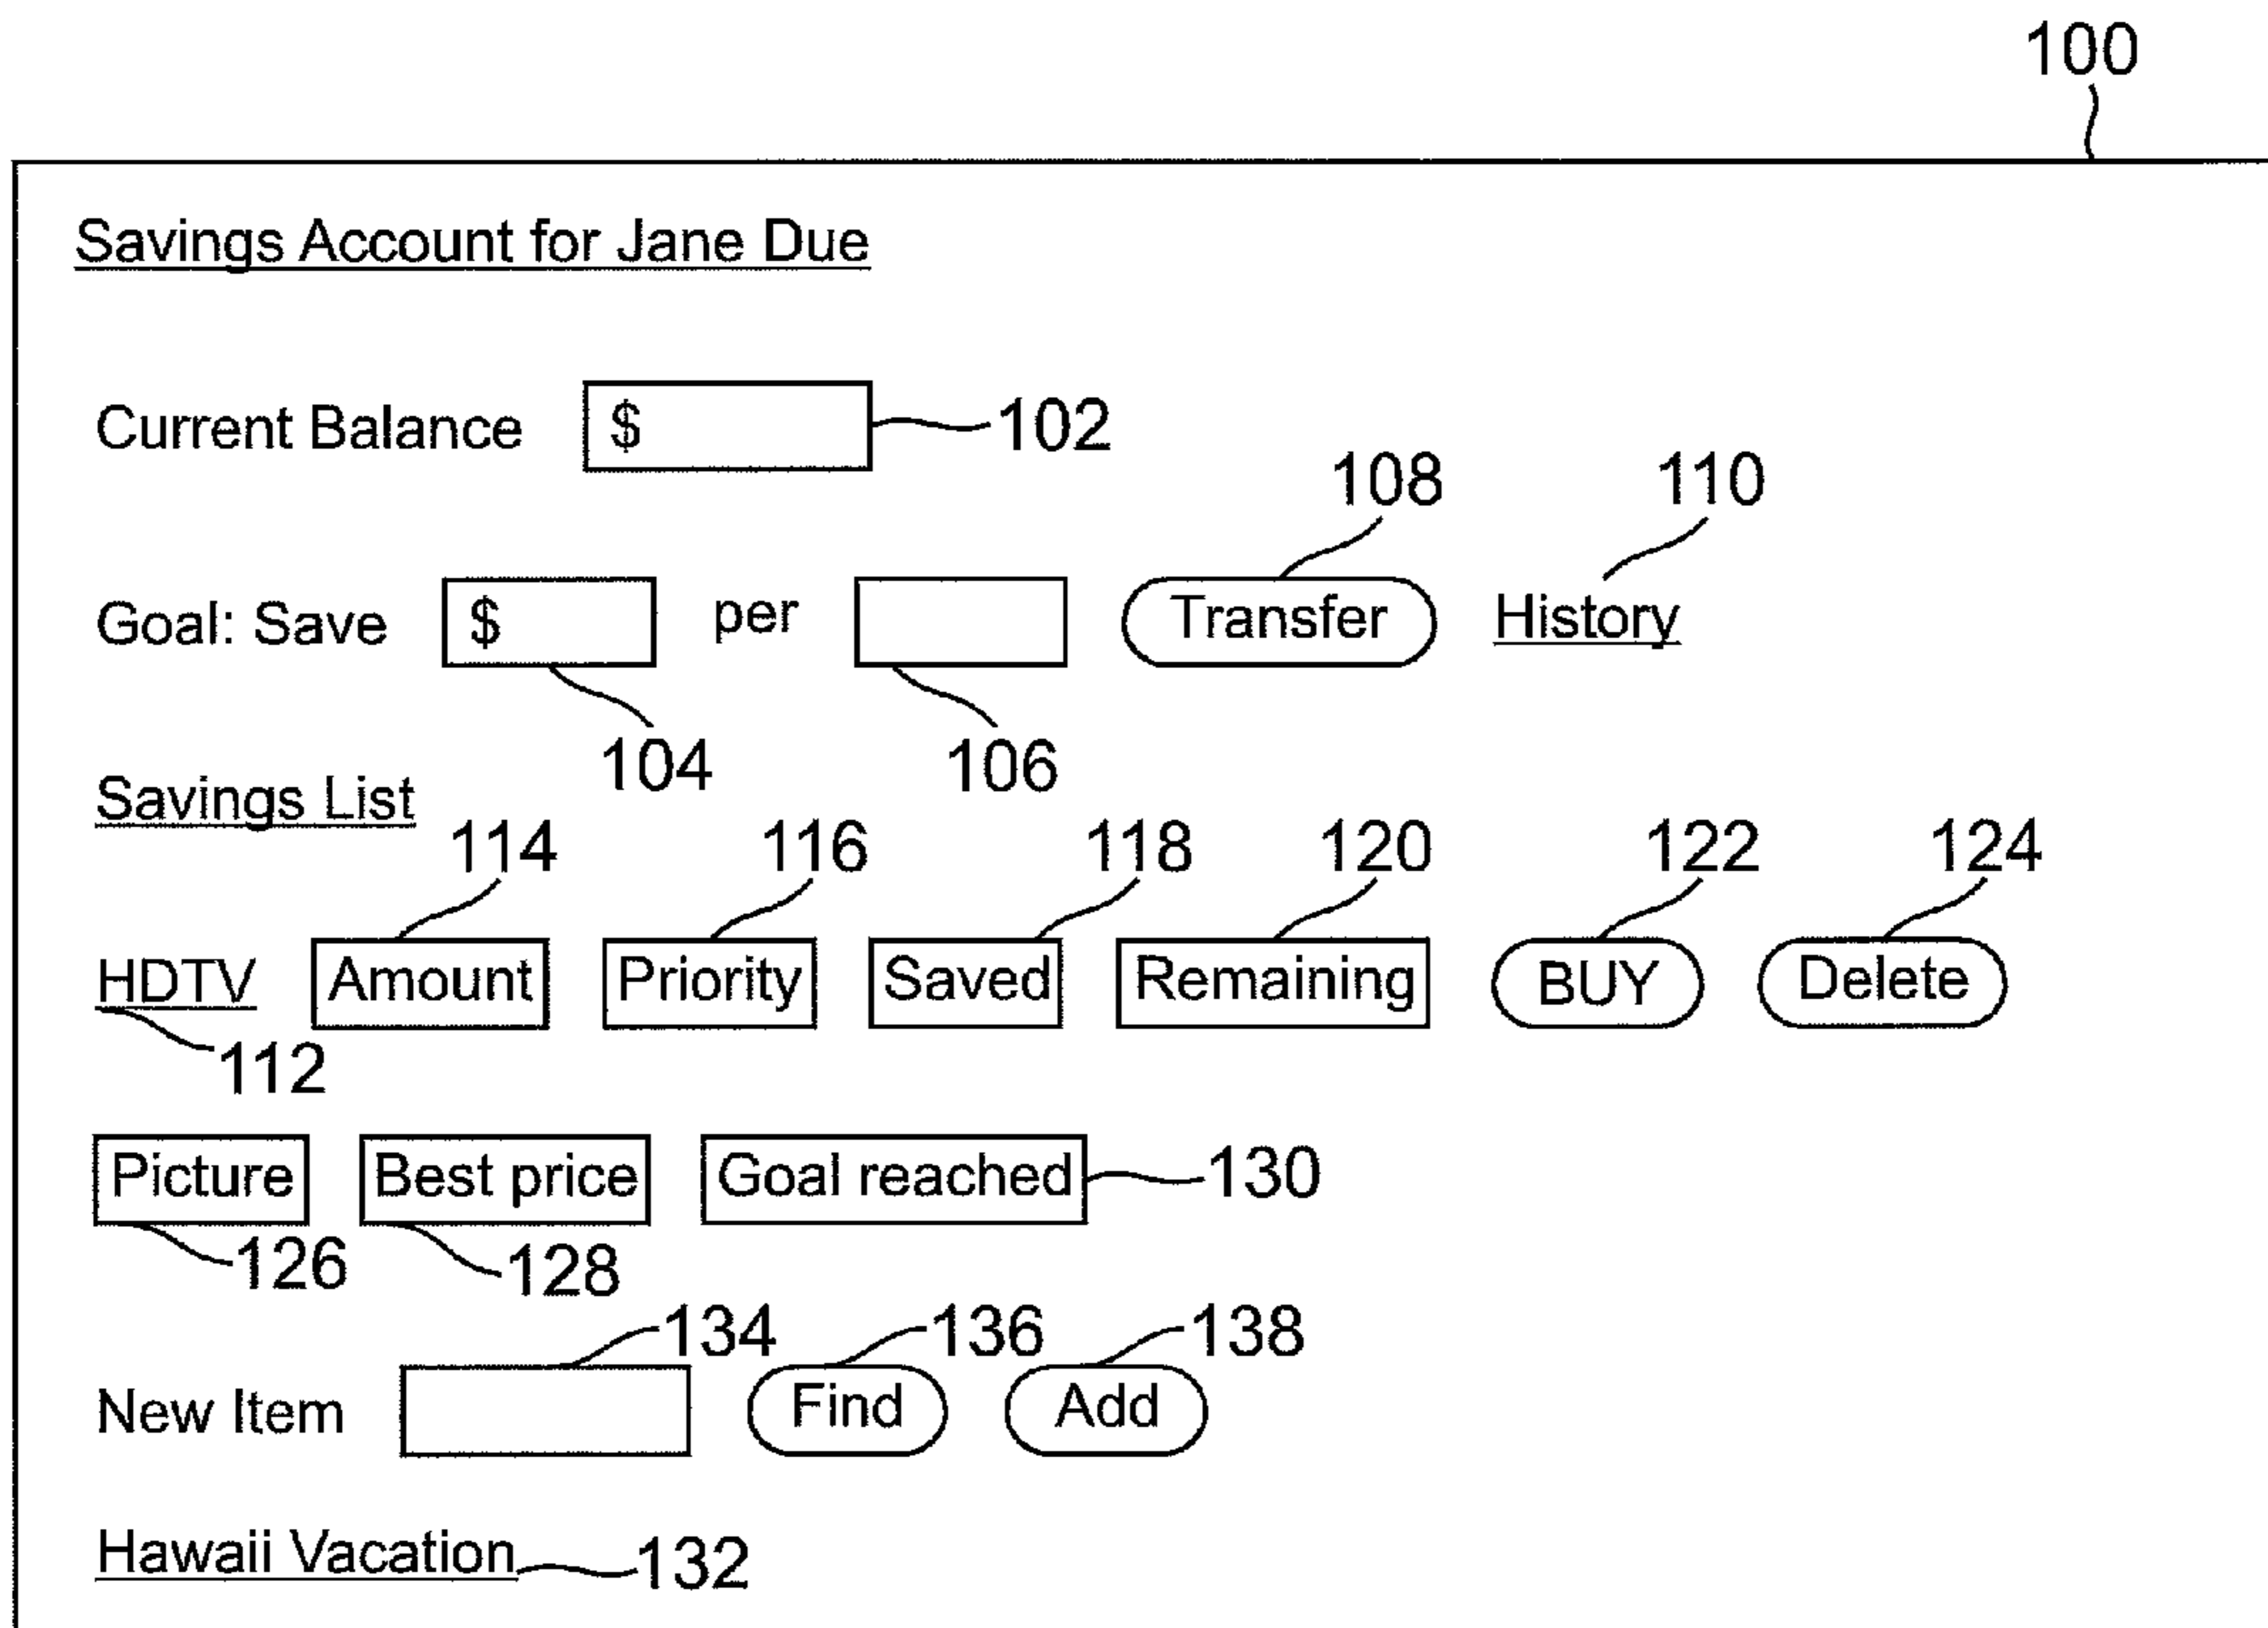 100
Savings Account for Jane Due
Current Balance $ 102
108 110
Goal: Save $ per Transfer History
104 106
Savings List
114 116 118 120 122 124
HDTV Amount Priority Saved Remaining BUY Delete
112
Picture Best price Goal reached 130
126 128
134 136 138
New Item Find Add
Hawaii Vacation 132